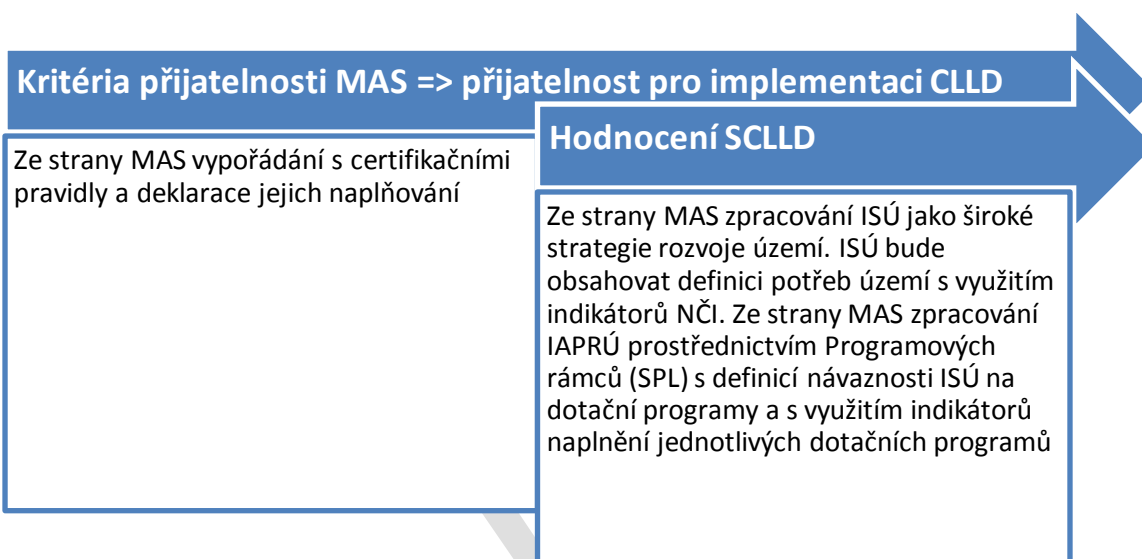 Kritéria přijatelnosti MAS => přijatelnost pro implementaci CLLD
Ze strany MAS vypořádání s certifikačními
pravidly a deklarace jejich naplňování
Hodnocení SCLLD
Ze strany MAS zpracování ISÚ jako široké
strategie rozvoje území. ISÚ bude
obsahovat definici potřeb území s využitím
indikátorů NČI. Ze strany MAS zpracování
IAPRÚ prostřednictvím Programových
rámců (SPL) s definicí návaznosti ISÚ na
dotační programy a s využitím indikátorů
naplnění jednotlivých dotačních programů